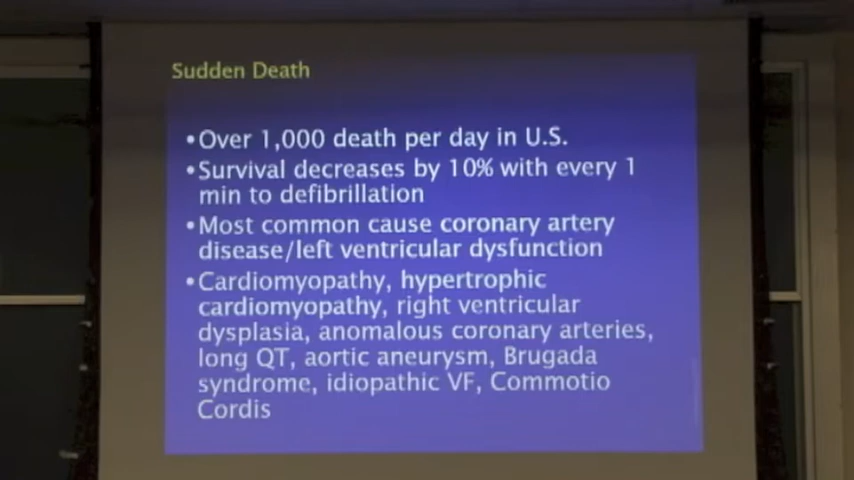 Sudden Death
•Over 1,000 death per day in U.S.
•Survival decreases by 10% with every 1
min to defibrillation
•Most common cause coronary artery
disease/left ventricular dysfunction
•Cardiomyopathy, hypertrophic
cardiomyopathy, right ventricular
dysplasia, anomalous coronary arteries,
long QT, aortic aneurysm, Brugada
syndrome, idiopathic VF, Commotio
Cordis